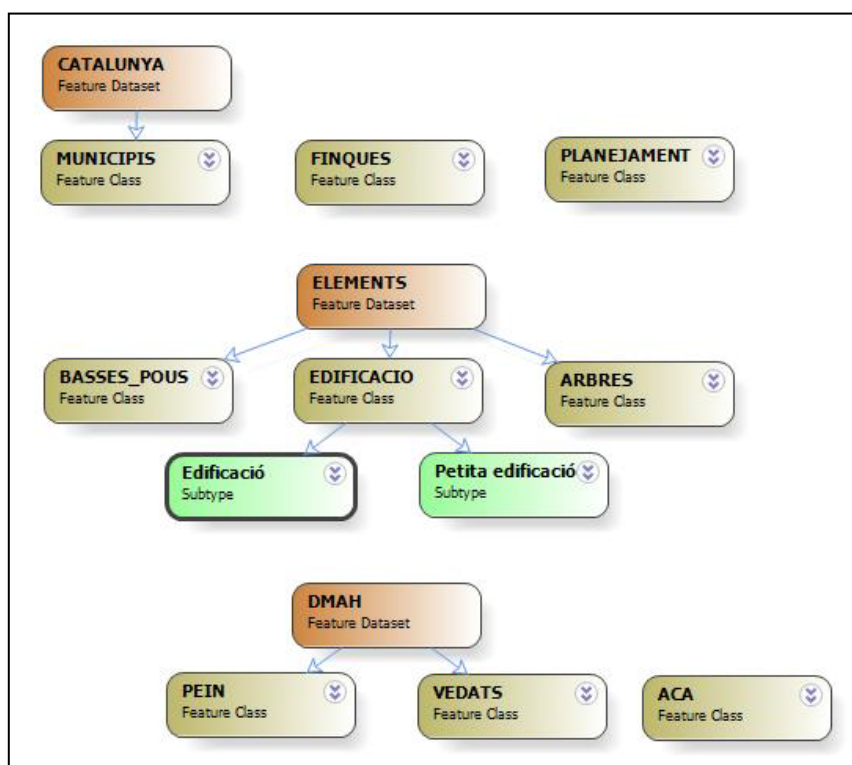 CATALUNYA
Feature Dataset
MUNICIPIS
Feature Class
FINQUES
Feature Class
PLANEJAMENT
Feature Class
ELEMENTS
Feature Dataset
BASSES_POUS
Feature Class
EDIFICACIO
Feature Class
ARBRES
Feature Class
Edificació
Subtype
Petita edificació
Subtype
DMAH
Feature Dataset
PEIN
Feature Class
VEDATS
Feature Class
ACA
Feature Class